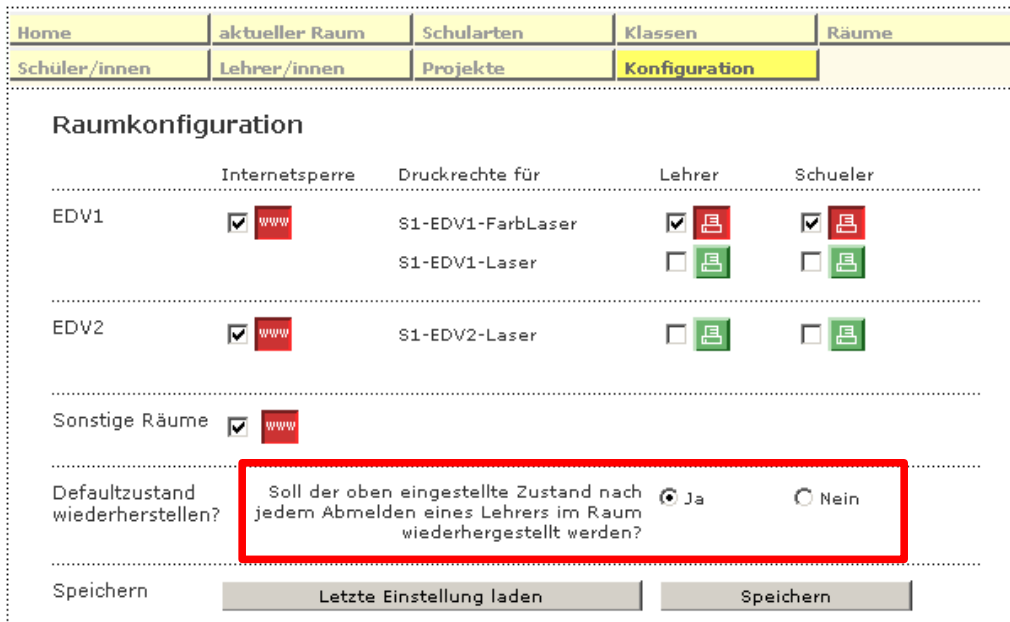 Home aktueller Raum Schularten Klassen Räume
Schüler/innen Lehrer/innen Projekte Konfiguration
Raumkonfiguration
Internetsperre Druckrechte für Lehrer Schueler
EDV1 www S1-EDV1-FarbLaser
S1-EDV1-Laser
EDV2 www S1-EDV2-Laser
Sonstige Räume www
Defaultzustand
wiederherstellen?
Soll der oben eingestellte Zustand nach
jedem Abmelden eines Lehrers im Raum
wiederhergestellt werden?
Ja Nein
Speichern Letzte Einstellung laden Speichern